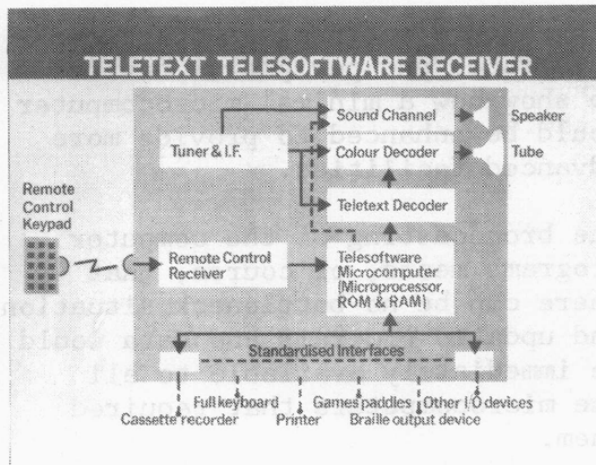 TELETEXT TELESOFTWARE RECEIVER
Sound Channel
Speaker
Tuner & I.F.
Colour Decoder
Tube
Remote
Control
Keypad
Teletext Decoder
Remote Control
Receiver
Telesoftware
Microcomputer
(Microprocessor,
ROM & RAM)
Standardised Interfaces
Full keyboard
Games paddles
Other I/O devices
Cassette recorder
Printer
Braille output device